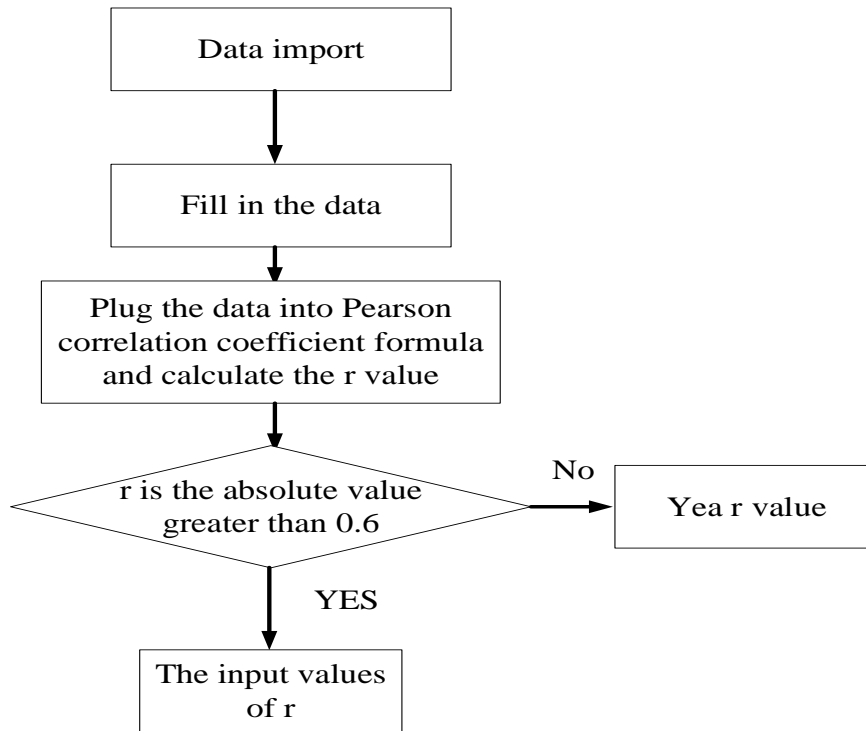 Data import
Fill in the data
Plug the data into Pearson
correlation coefficient formula
and calculate the r value
r is the absolute value
greater than 0.6
No
Yea r value
YES
The input values
of r